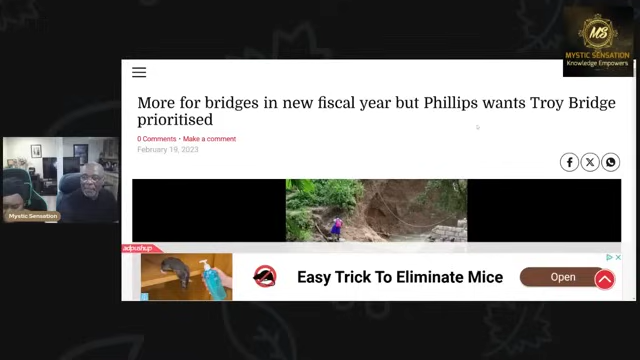 MS
MYSTIC SENSATION
Knowledge Empowers
More for bridges in new fiscal year but Phillips wants Troy Bridge
prioritised
0 Comments • Make a comment
February 19, 2023
Mystic Sensation
adpushup
Easy Trick To Eliminate Mice
Open